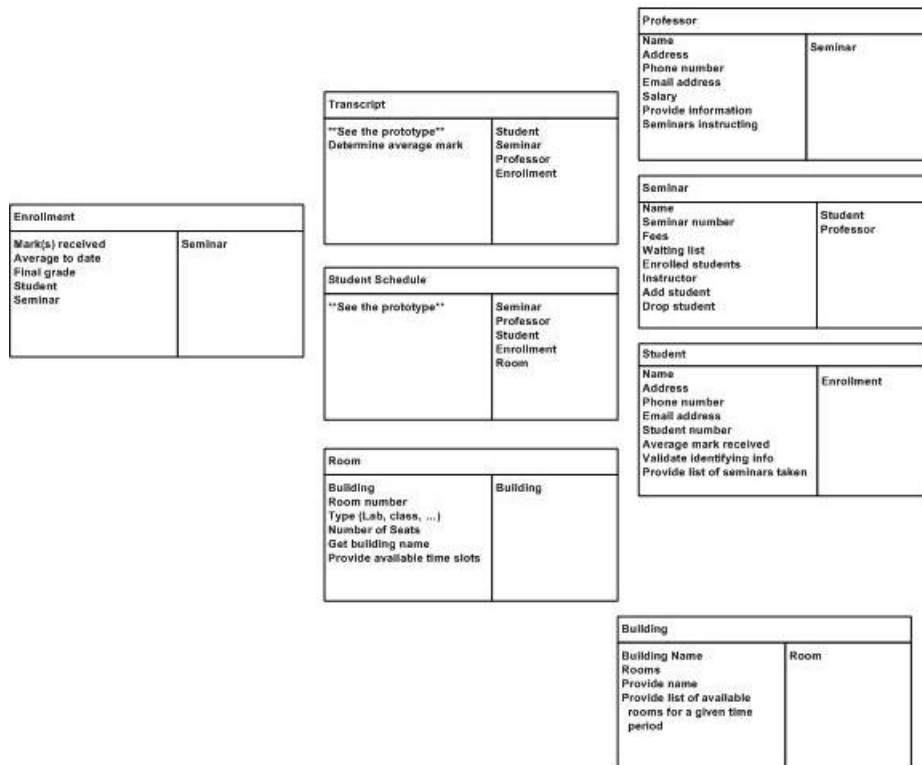 Professor
Name
Address
Phone number
Email address
Salary
Provide information
Seminars instructing
Seminar
Transcript
**See the prototype**
Determine average mark
Student
Seminar
Professor
Enrollment
Seminar
Name
Seminar number
Fees
Waiting list
Enrolled students
Instructor
Add student
Drop student
Student
Professor
Enrollment
Mark(s) received
Average to date
Final grade
Student
Seminar
Seminar
Student Schedule
**See the prototype**
Seminar
Professor
Student
Enrollment
Room
Student
Name
Address
Phone number
Email address
Student number
Average mark received
Validate identifying info
Provide list of seminars taken
Enrollment
Room
Building
Room number
Type (Lab, class, ...)
Number of Seats
Get building name
Provide available time slots
Building
Building
Building Name
Rooms
Provide name
Provide list of available
rooms for a given time
period
Room